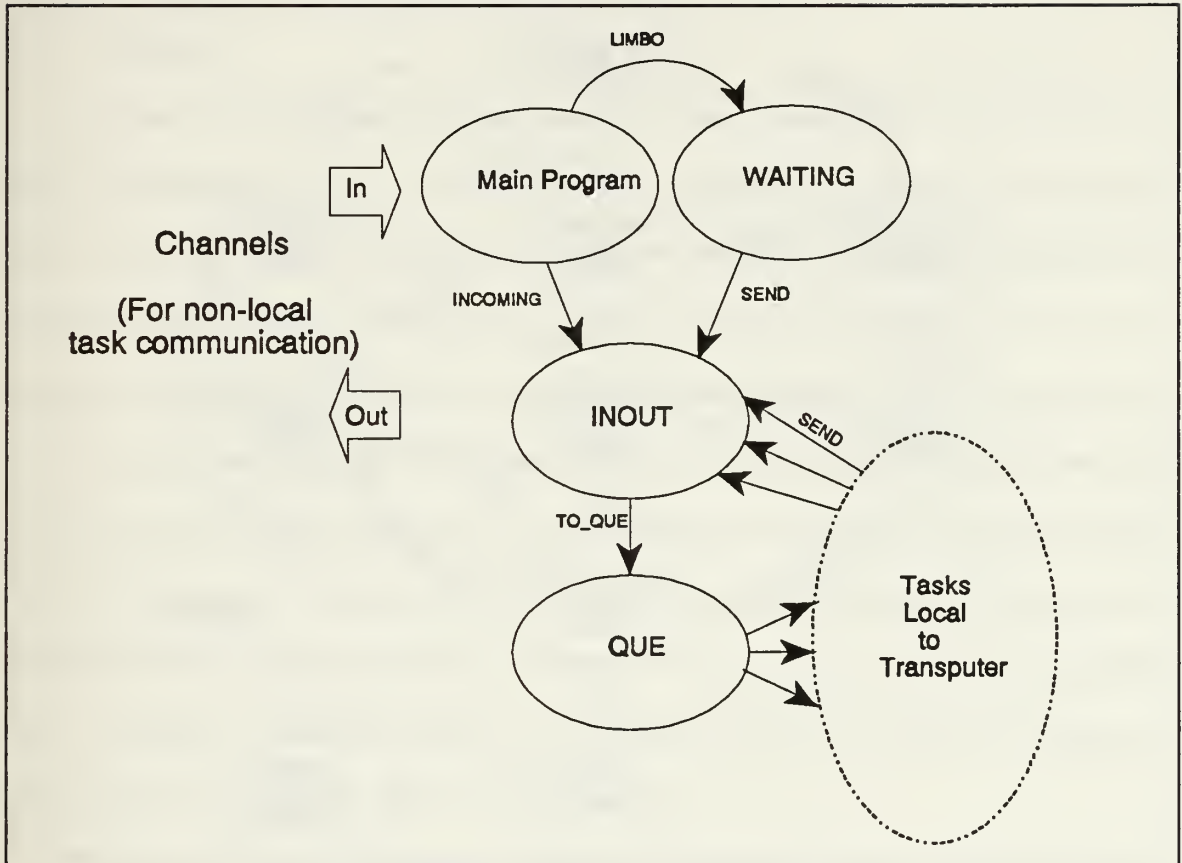 LIMBO
Main Program
WAITING
In
Channels
(For non-local
task communication)
INCOMING
SEND
Out
INOUT
SEND
TO_QUE
QUE
Tasks
Local
to
Transputer